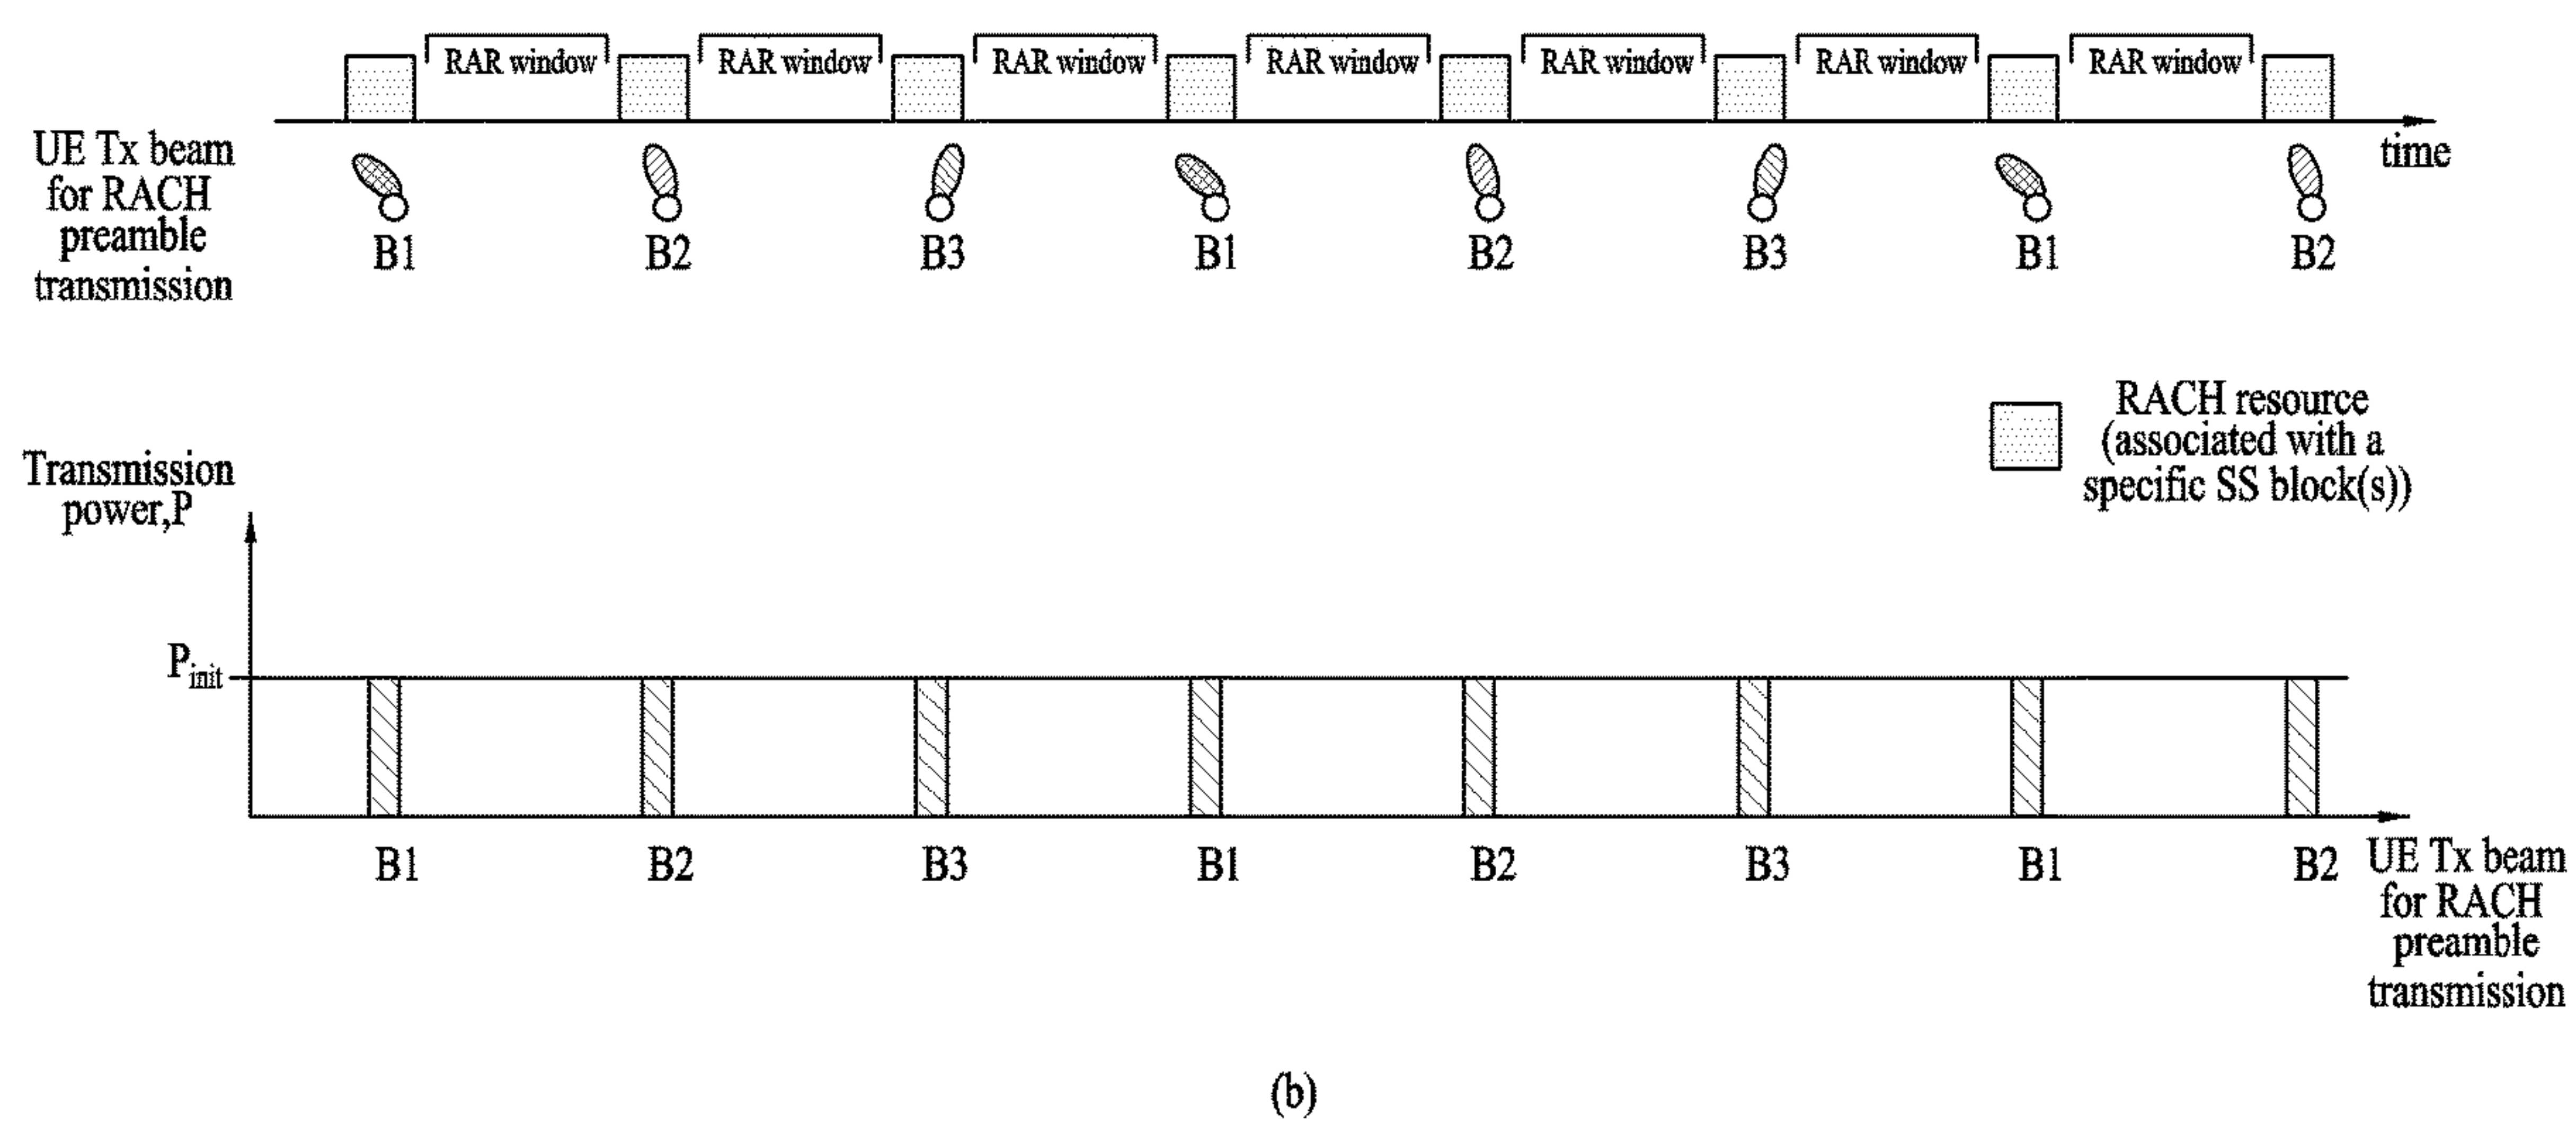 RAR window RAR window RAR window RAR window RAR window RAR window RAR window
time
UE Tx beam
for RACH
preamble
transmission
B1 B2 B3 B1 B2 B3 B1 B2
RACH resource
(associated with a
specific SS block(s))
Transmission
power,P
Pinit
B1 B2 B3 B1 B2 B3 B1 B2
UE Tx beam
for RACH
preamble
transmission
(b)